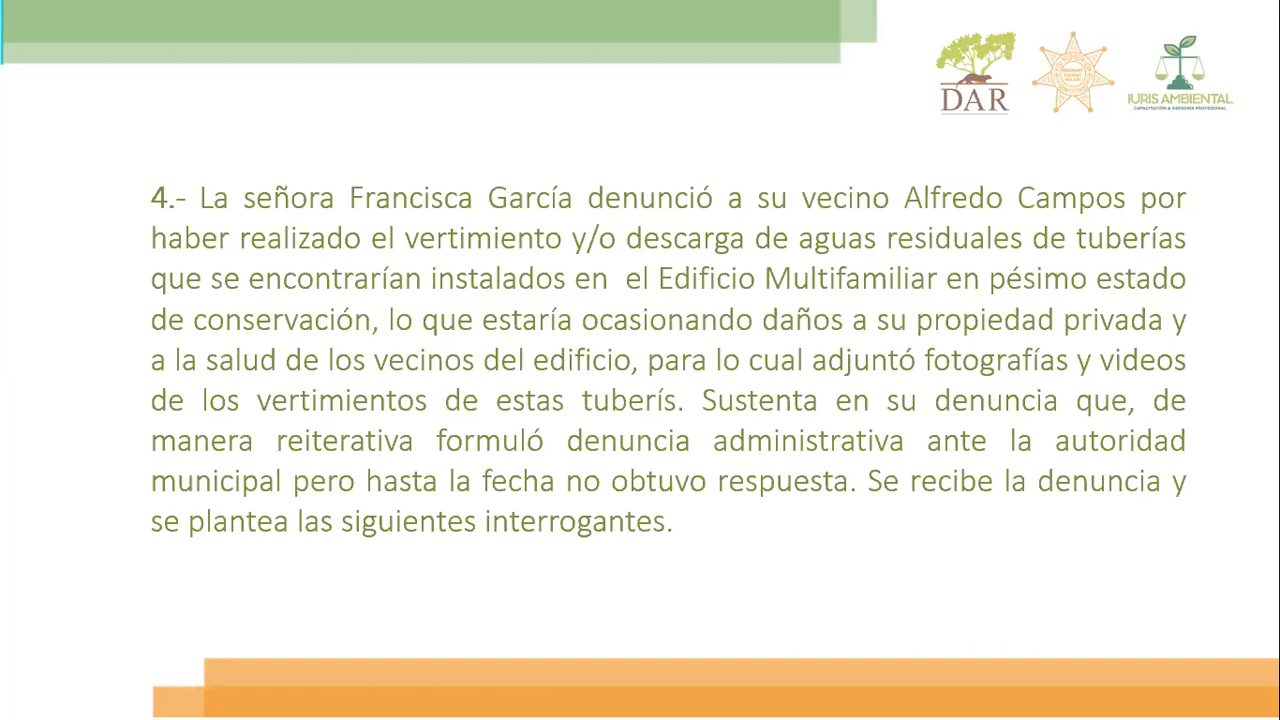 DAR
IURIS AMBIENTAL
CAPACITACIÓN & ASESORÍA PROFESIONAL
4.- La señora Francisca García denunció a su vecino Alfredo Campos por
haber realizado el vertimiento y/o descarga de aguas residuales de tuberías
que se encontrarían instalados en el Edificio Multifamiliar en pésimo estado
de conservación, lo que estaría ocasionando daños a su propiedad privada y
a la salud de los vecinos del edificio, para lo cual adjuntó fotografías y videos
de los vertimientos de estas tuberís. Sustenta en su denuncia que, de
manera reiterativa formuló denuncia administrativa ante la autoridad
municipal pero hasta la fecha no obtuvo respuesta. Se recibe la denuncia y
se plantea las siguientes interrogantes.